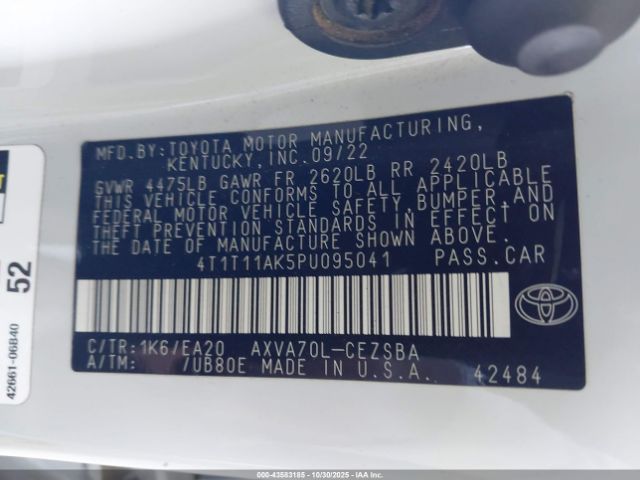 MFD.BY:TOYOTA MOTOR MANUFACTURING,
KENTUCKY,INC.09/22
GVWR 4475LB GAWR FR 2620LB RR 2420LB
THIS VEHICLE CONFORMS TO ALL APPLICABLE
FEDERAL MOTOR VEHICLE SAFETY,BUMPER,AND
THEFT PREVENTION STANDARDS IN EFFECT ON
THE DATE OF MANUFACTURE SHOWN ABOVE.
4T1T11AK5PU095041 PASS.CAR
C/TR:1K6/EA20 AXVA70L-CEZSBA
A/TM: /UB80E MADE IN U.S.A. 42484
52
42661-06B40
000-43583185 | 10/30/2025 | IAAI.COM